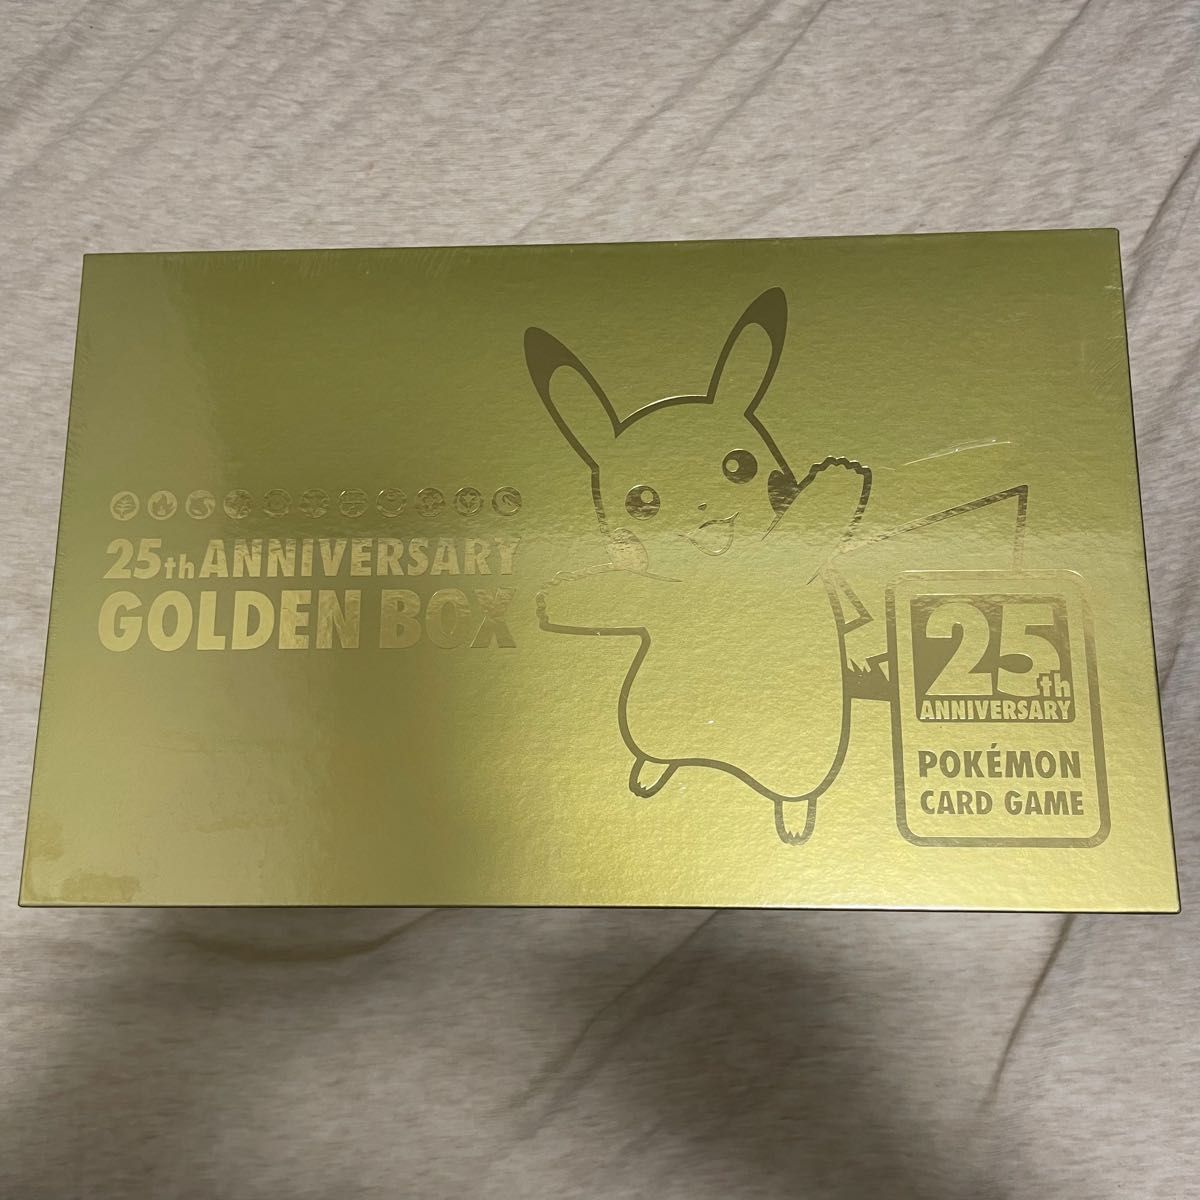 25th ANNIVERSARY
GOLDEN BOX
25th
ANNIVERSARY
POKÉMON
CARD GAME